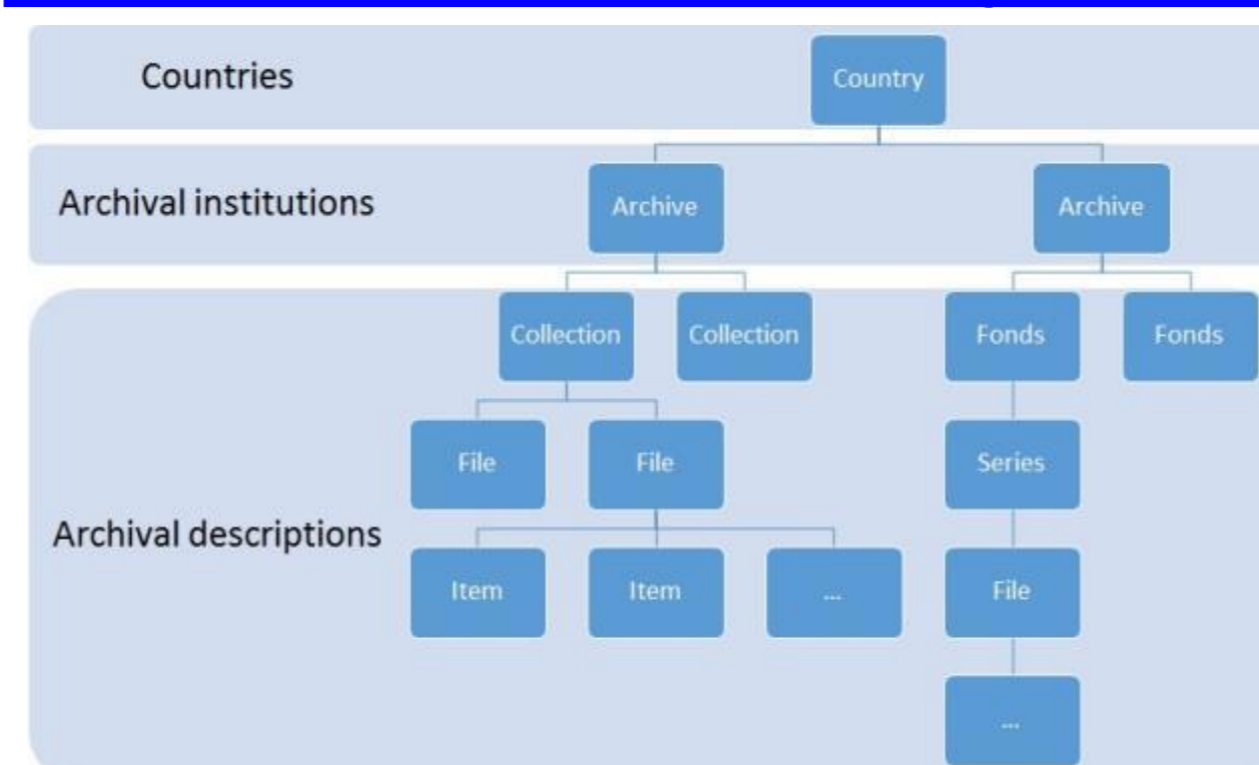 Countries
Country
Archival institutions
Archive
Archive
Collection
Collection
Fonds
Fonds
File
File
Series
Archival descriptions
Item
Item
...
File
...